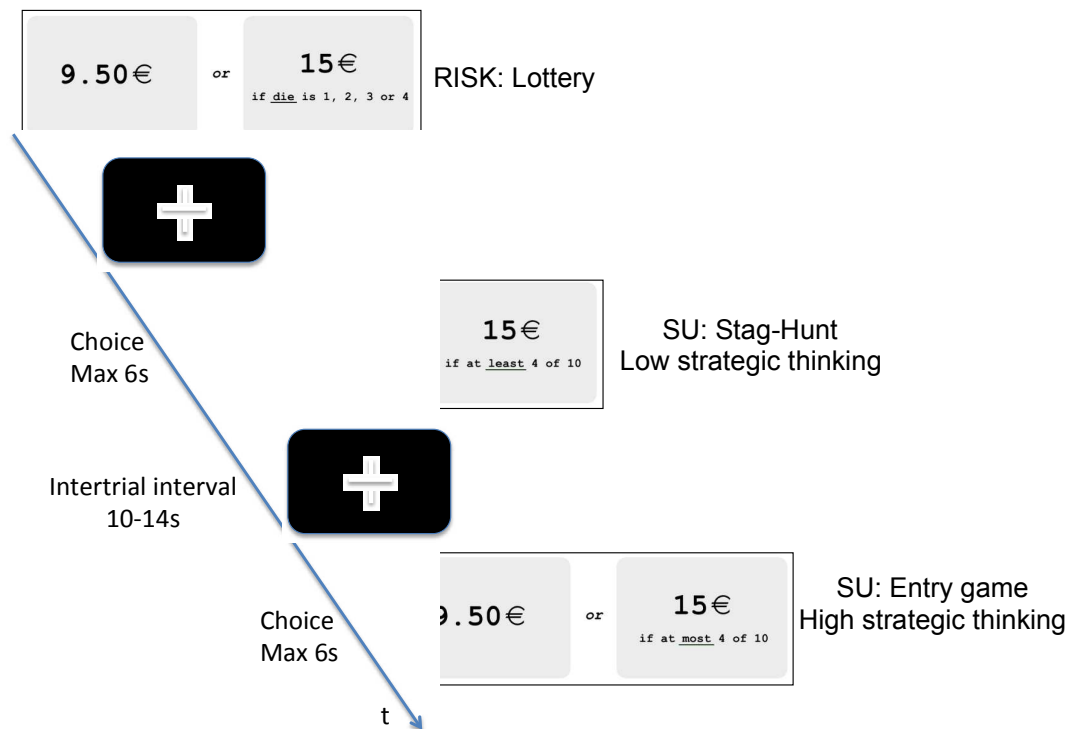 9.50€ or 15€
if die is 1, 2, 3 or 4
RISK: Lottery
Choice
Max 6s
15€
if at least 4 of 10
SU: Stag-Hunt
Low strategic thinking
Intertrial interval
10-14s
Choice
Max 6s
9.50€ or 15€
if at most 4 of 10
SU: Entry game
High strategic thinking
t